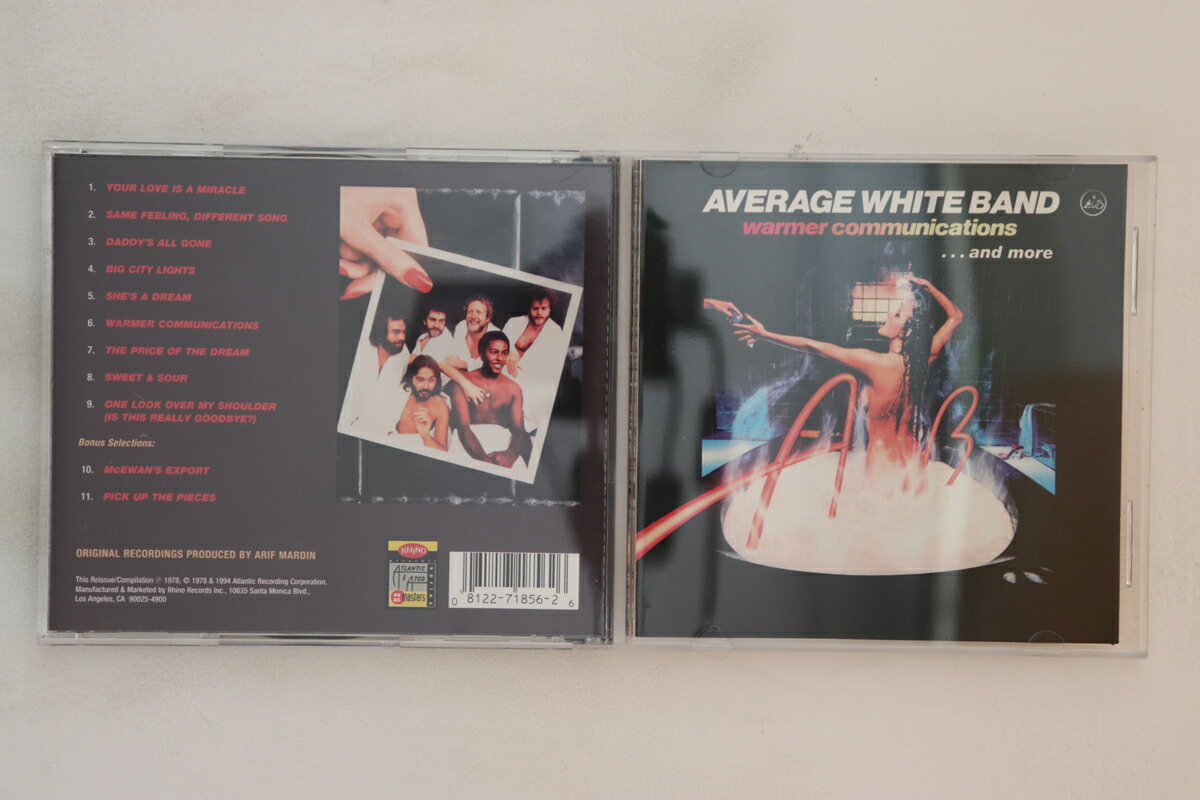 1. YOUR LOVE IS A MIRACLE
2. SAME FEELING, DIFFERENT SONG
3. DADDY'S ALL GONE
4. BIG CITY LIGHTS
5. SHE'S A DREAM
6. WARMER COMMUNICATIONS
7. THE PRICE OF THE DREAM
8. SWEET & SOUR
9. ONE LOOK OVER MY SHOULDER
(IS THIS REALLY GOODBYE?)
Bonus Selections:
10. McEWAN'S EXPORT
11. PICK UP THE PIECES
ORIGINAL RECORDINGS PRODUCED BY ARIF MARDIN
This Reissue/Compilation ℗ 1978, © 1978 & 1994 Atlantic Recording Corporation.
Manufactured & Marketed by Rhino Records Inc., 10635 Santa Monica Blvd.,
Los Angeles, CA 90025-4900
RHINO
ATLANTIC
& ATCO
masters
0 8122-71856-2 6
AVERAGE WHITE BAND
warmer communications
...and more
AB